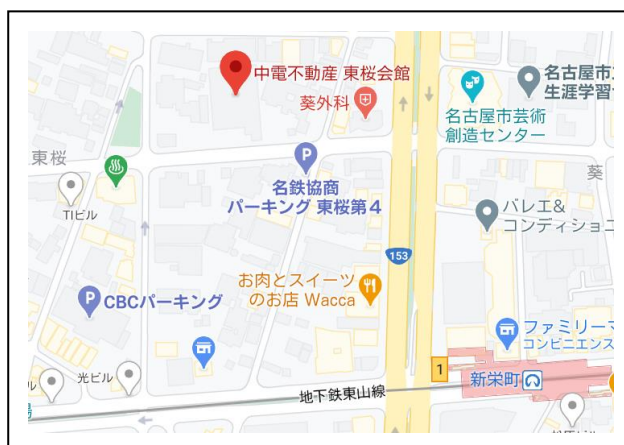 中電不動産 東桜会館
葵外科
名古屋市芸術
創造センター
名古屋市
生涯学習
東桜
葵
TIビル
名鉄協商
パーキング 東桜第4
バレエ&
コンディショニ
153
お肉とスイーツ
のお店 Wacca
CBCパーキング
ファミリーマ
コンビニエンス
1
新栄町
光ビル
ル
地下鉄東山線